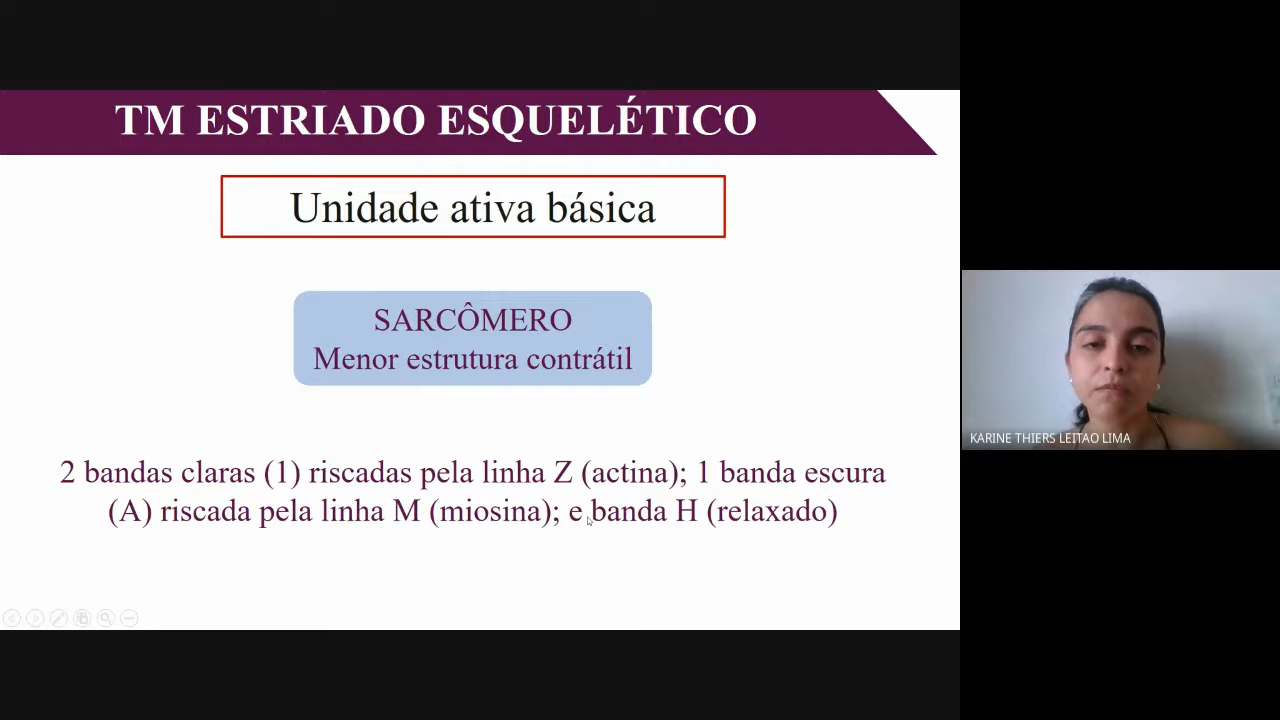 TM ESTRIADO ESQUELÉTICO
Unidade ativa básica
SARCÔMERO
Menor estrutura contrátil
2 bandas claras (1) riscadas pela linha Z (actina); 1 banda escura
(A) riscada pela linha M (miosina); e banda H (relaxado)
KARINE THIERS LEITAO LIMA